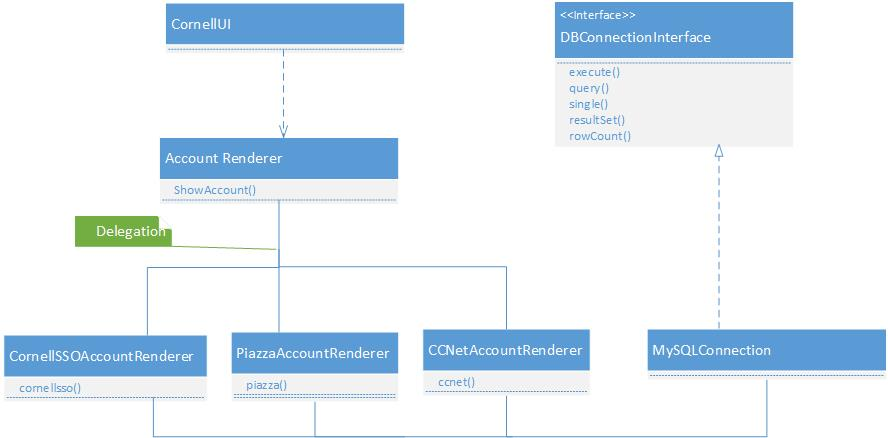 CornellUI
<<Interface>>
DBConnectionInterface
execute()
query()
single()
resultSet()
rowCount()
Account Renderer
ShowAccount()
Delegation
CornellSSOAccountRenderer
cornellsso()
PiazzaAccountRenderer
piazza()
CCNetAccountRenderer
ccnet()
MySQLConnection